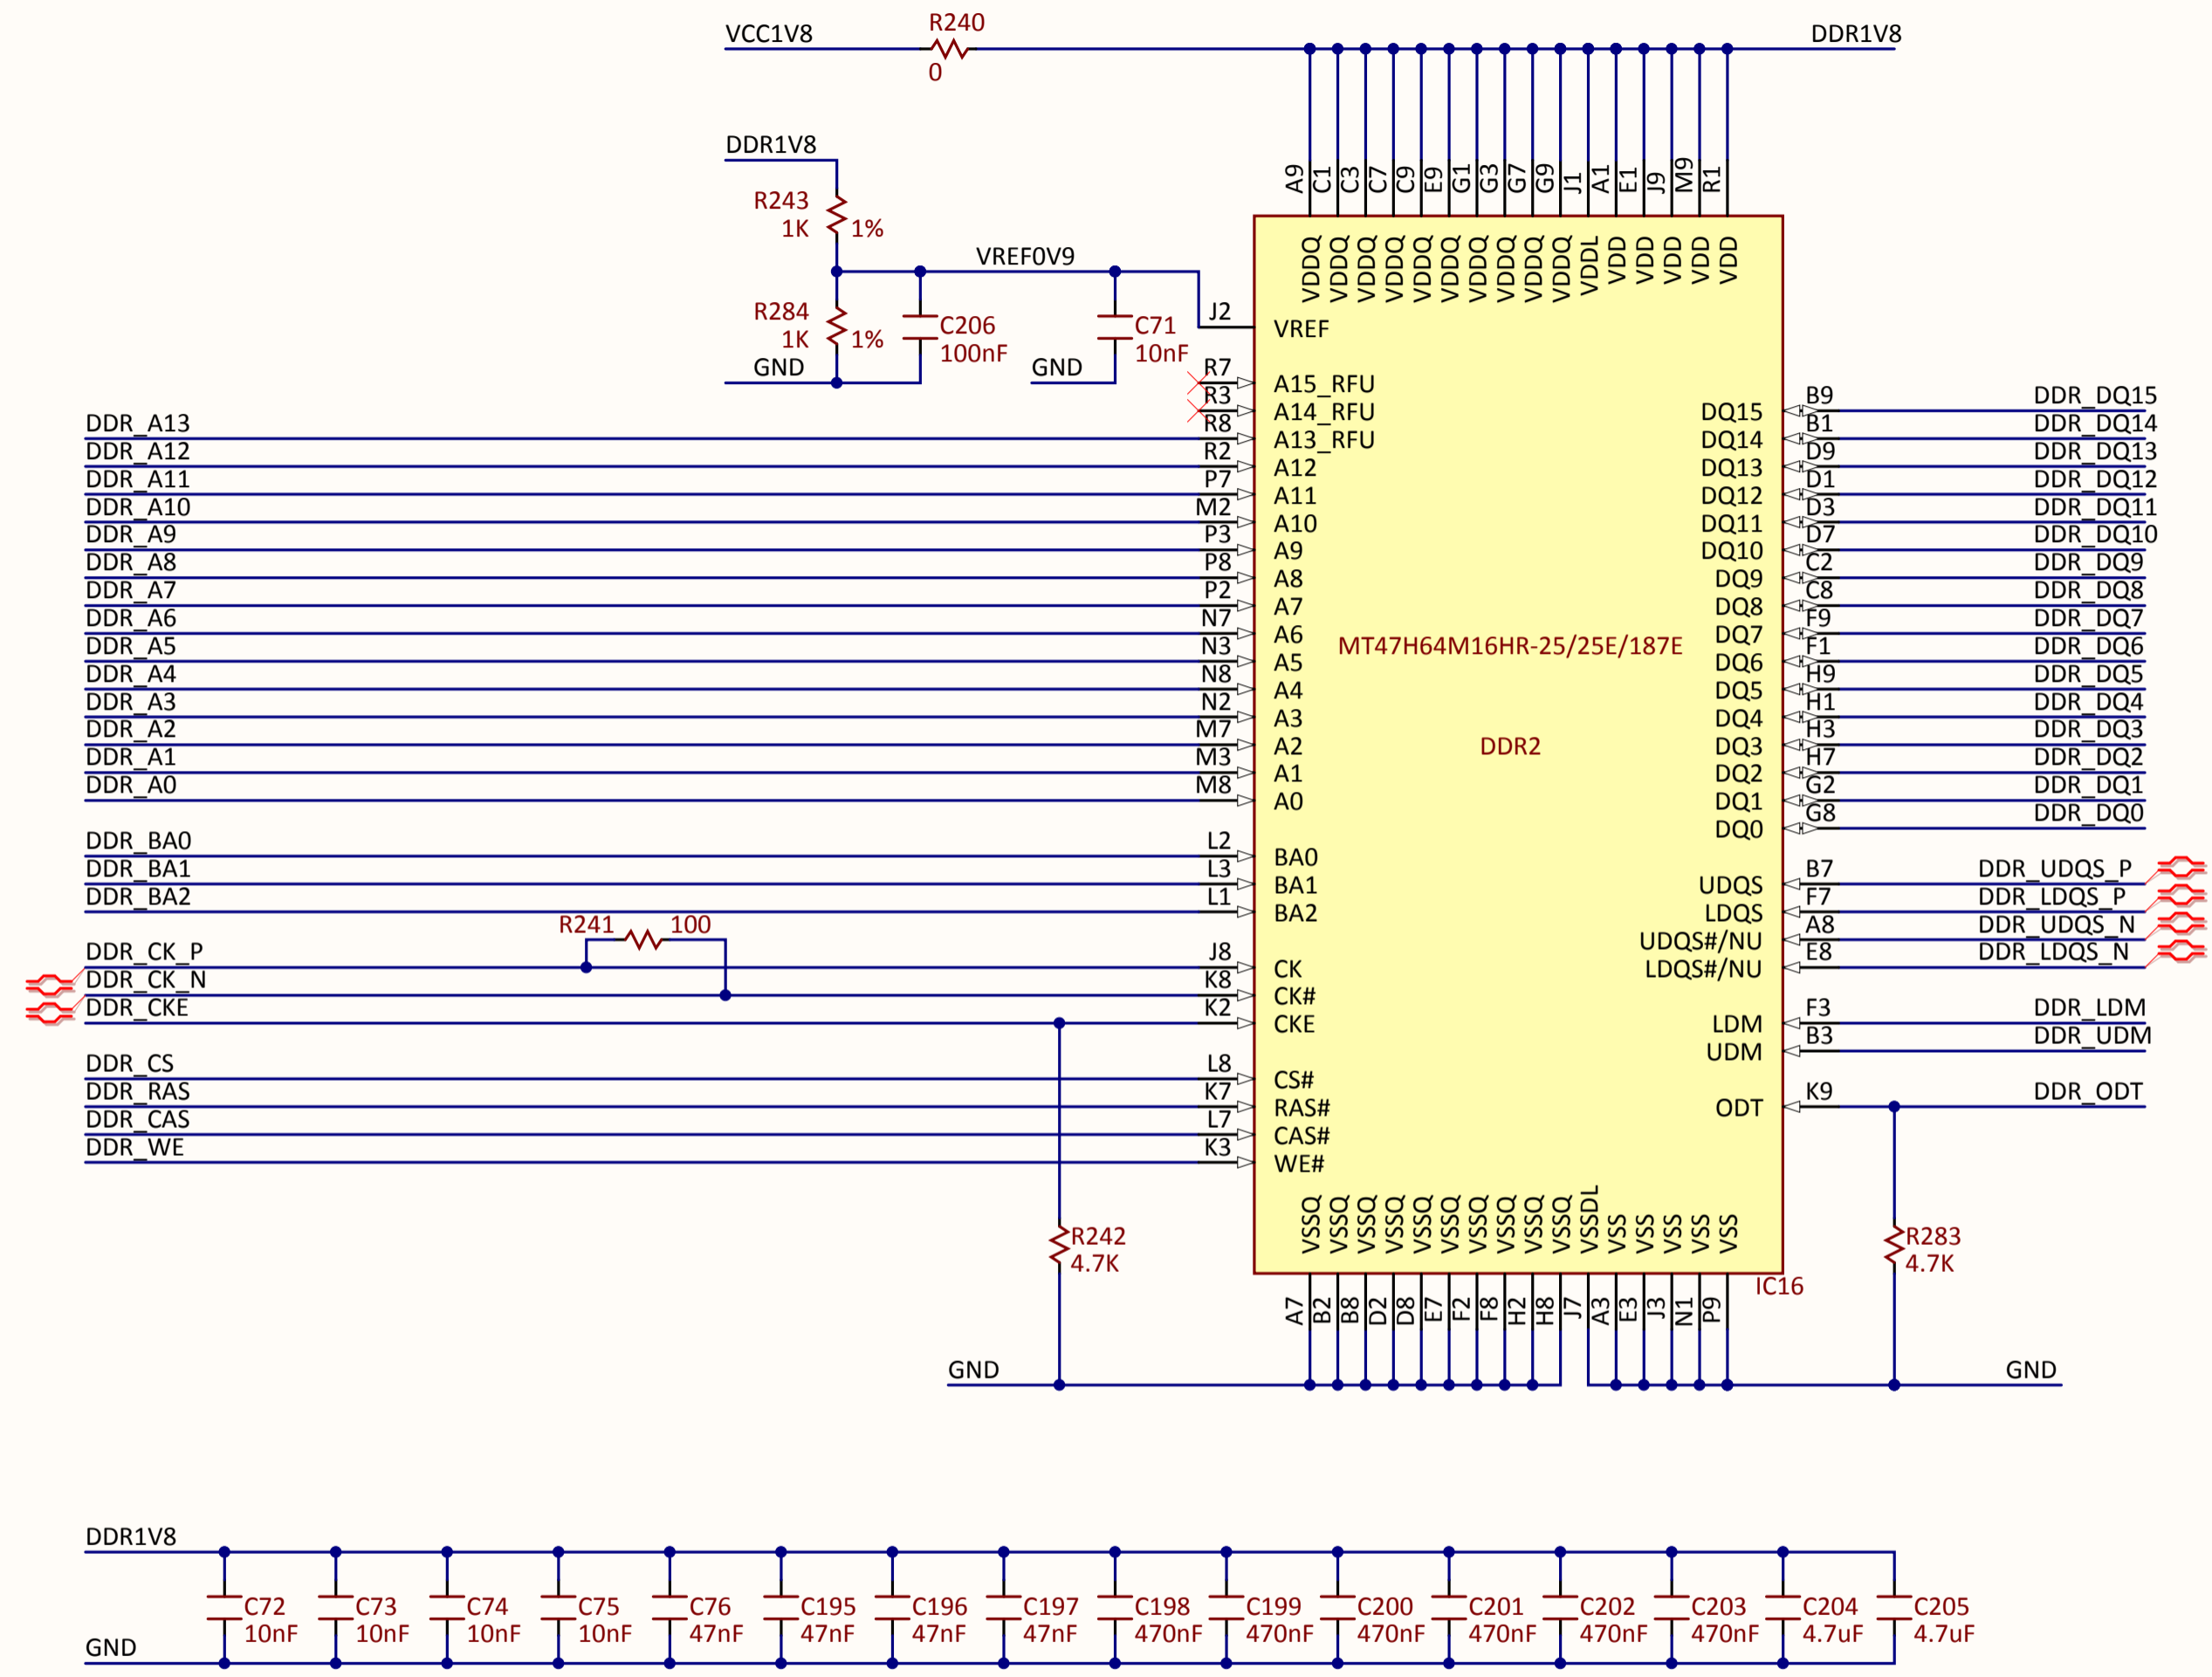 VCC1V8
R240
0
DDR1V8
DDR1V8
R243
1K
1%
VREF0V9
R284
1K
1%
C206
100nF
C71
10nF
GND
GND
A9 C1 C3 C7 C9 E9 G1 G3 G7 G9 J1 A1 E1 J9 M9 R1
VDDQ VDDQ VDDQ VDDQ VDDQ VDDQ VDDQ VDDQ VDDQ VDDQ VDDL VDD VDD VDD VDD VDD
J2 VREF
R7 A15_RFU
R3 A14_RFU
DDR_A13 R8 A13_RFU
DDR_A12 R2 A12
DDR_A11 P7 A11
DDR_A10 M2 A10
DDR_A9 P3 A9
DDR_A8 P8 A8
DDR_A7 P2 A7
DDR_A6 N7 A6
DDR_A5 N3 A5
DDR_A4 N8 A4
DDR_A3 N2 A3
DDR_A2 M7 A2
DDR_A1 M3 A1
DDR_A0 M8 A0
DDR_BA0 L2 BA0
DDR_BA1 L3 BA1
DDR_BA2 L1 BA2
R241 100
DDR_CK_P J8 CK
DDR_CK_N K8 CK#
DDR_CKE K2 CKE
DDR_CS L8 CS#
DDR_RAS K7 RAS#
DDR_CAS L7 CAS#
DDR_WE K3 WE#
MT47H64M16HR-25/25E/187E
DDR2
DQ15 B9 DDR_DQ15
DQ14 B1 DDR_DQ14
DQ13 D9 DDR_DQ13
DQ12 D1 DDR_DQ12
DQ11 D3 DDR_DQ11
DQ10 D7 DDR_DQ10
DQ9 C2 DDR_DQ9
DQ8 C8 DDR_DQ8
DQ7 F9 DDR_DQ7
DQ6 F1 DDR_DQ6
DQ5 H9 DDR_DQ5
DQ4 H1 DDR_DQ4
DQ3 H3 DDR_DQ3
DQ2 H7 DDR_DQ2
DQ1 G2 DDR_DQ1
DQ0 G8 DDR_DQ0
UDQS B7 DDR_UDQS_P
LDQS F7 DDR_LDQS_P
UDQS#/NU A8 DDR_UDQS_N
LDQS#/NU E8 DDR_LDQS_N
LDM F3 DDR_LDM
UDM B3 DDR_UDM
ODT K9 DDR_ODT
VSSQ VSSQ VSSQ VSSQ VSSQ VSSQ VSSQ VSSQ VSSQ VSSQ VSSDL VSS VSS VSS VSS VSS
A7 B2 B8 D2 D8 E7 F2 F8 H2 H8 J7 A3 E3 J3 N1 P9
IC16
R242
4.7K
R283
4.7K
GND
GND
DDR1V8
C72 C73 C74 C75 C76 C195 C196 C197 C198 C199 C200 C201 C202 C203 C204 C205
10nF 10nF 10nF 10nF 47nF 47nF 47nF 47nF 470nF 470nF 470nF 470nF 470nF 470nF 4.7uF 4.7uF
GND